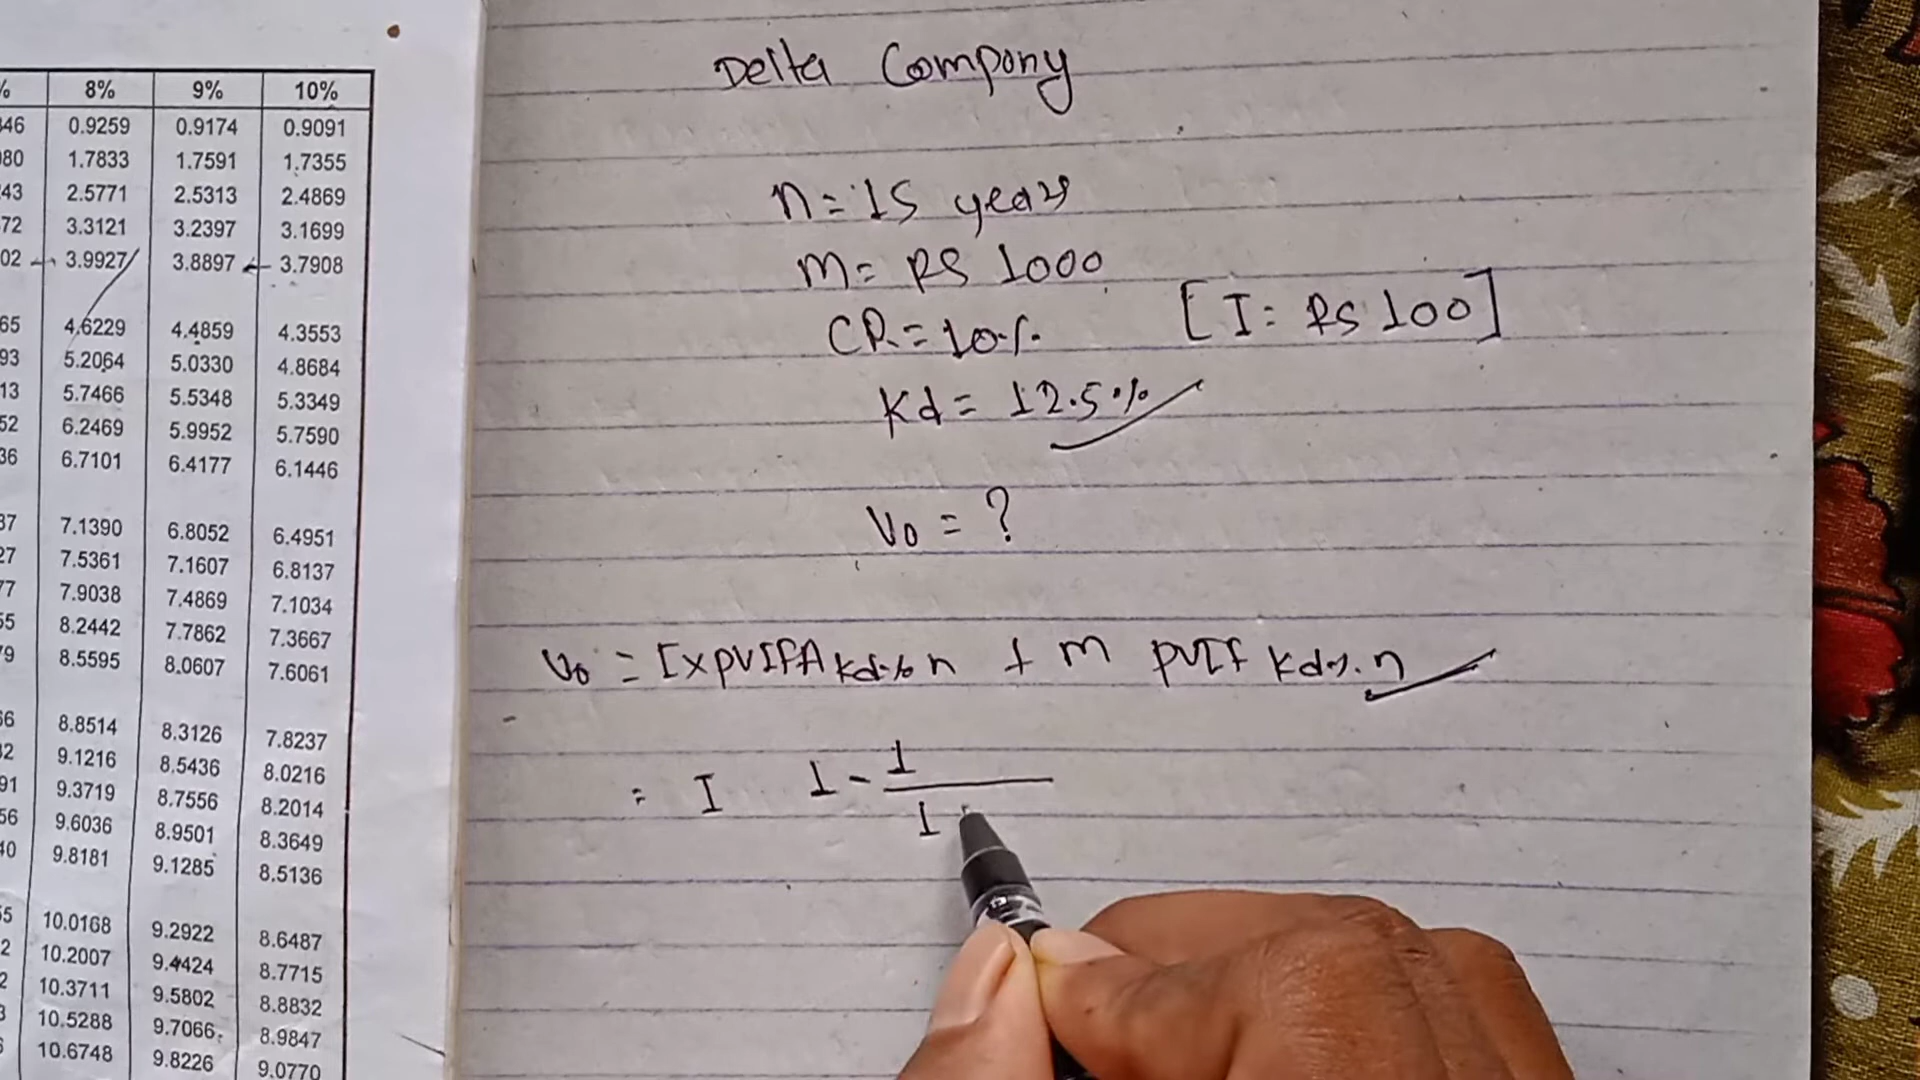 % 8% 9% 10%
346 0.9259 0.9174 0.9091
080 1.7833 1.7591 1.7355
43 2.5771 2.5313 2.4869
72 3.3121 3.2397 3.1699
02 3.9927 3.8897 3.7908
65 4.6229 4.4859 4.3553
93 5.2064 5.0330 4.8684
13 5.7466 5.5348 5.3349
52 6.2469 5.9952 5.7590
36 6.7101 6.4177 6.1446
37 7.1390 6.8052 6.4951
27 7.5361 7.1607 6.8137
77 7.9038 7.4869 7.1034
55 8.2442 7.7862 7.3667
79 8.5595 8.0607 7.6061
66 8.8514 8.3126 7.8237
32 9.1216 8.5436 8.0216
91 9.3719 8.7556 8.2014
56 9.6036 8.9501 8.3649
40 9.8181 9.1285 8.5136
55 10.0168 9.2922 8.6487
2 10.2007 9.4424 8.7715
2 10.3711 9.5802 8.8832
3 10.5288 9.7066 8.9847
6 10.6748 9.8226 9.0770
Delta Company
n = 15 years
m = RS 1000
CR = 10% [I = RS 100]
Kd = 12.5%
V0 = ?
V0 = I x PVIFA Kd% n + m PVIF Kd%. n
= I 1 - 1
1